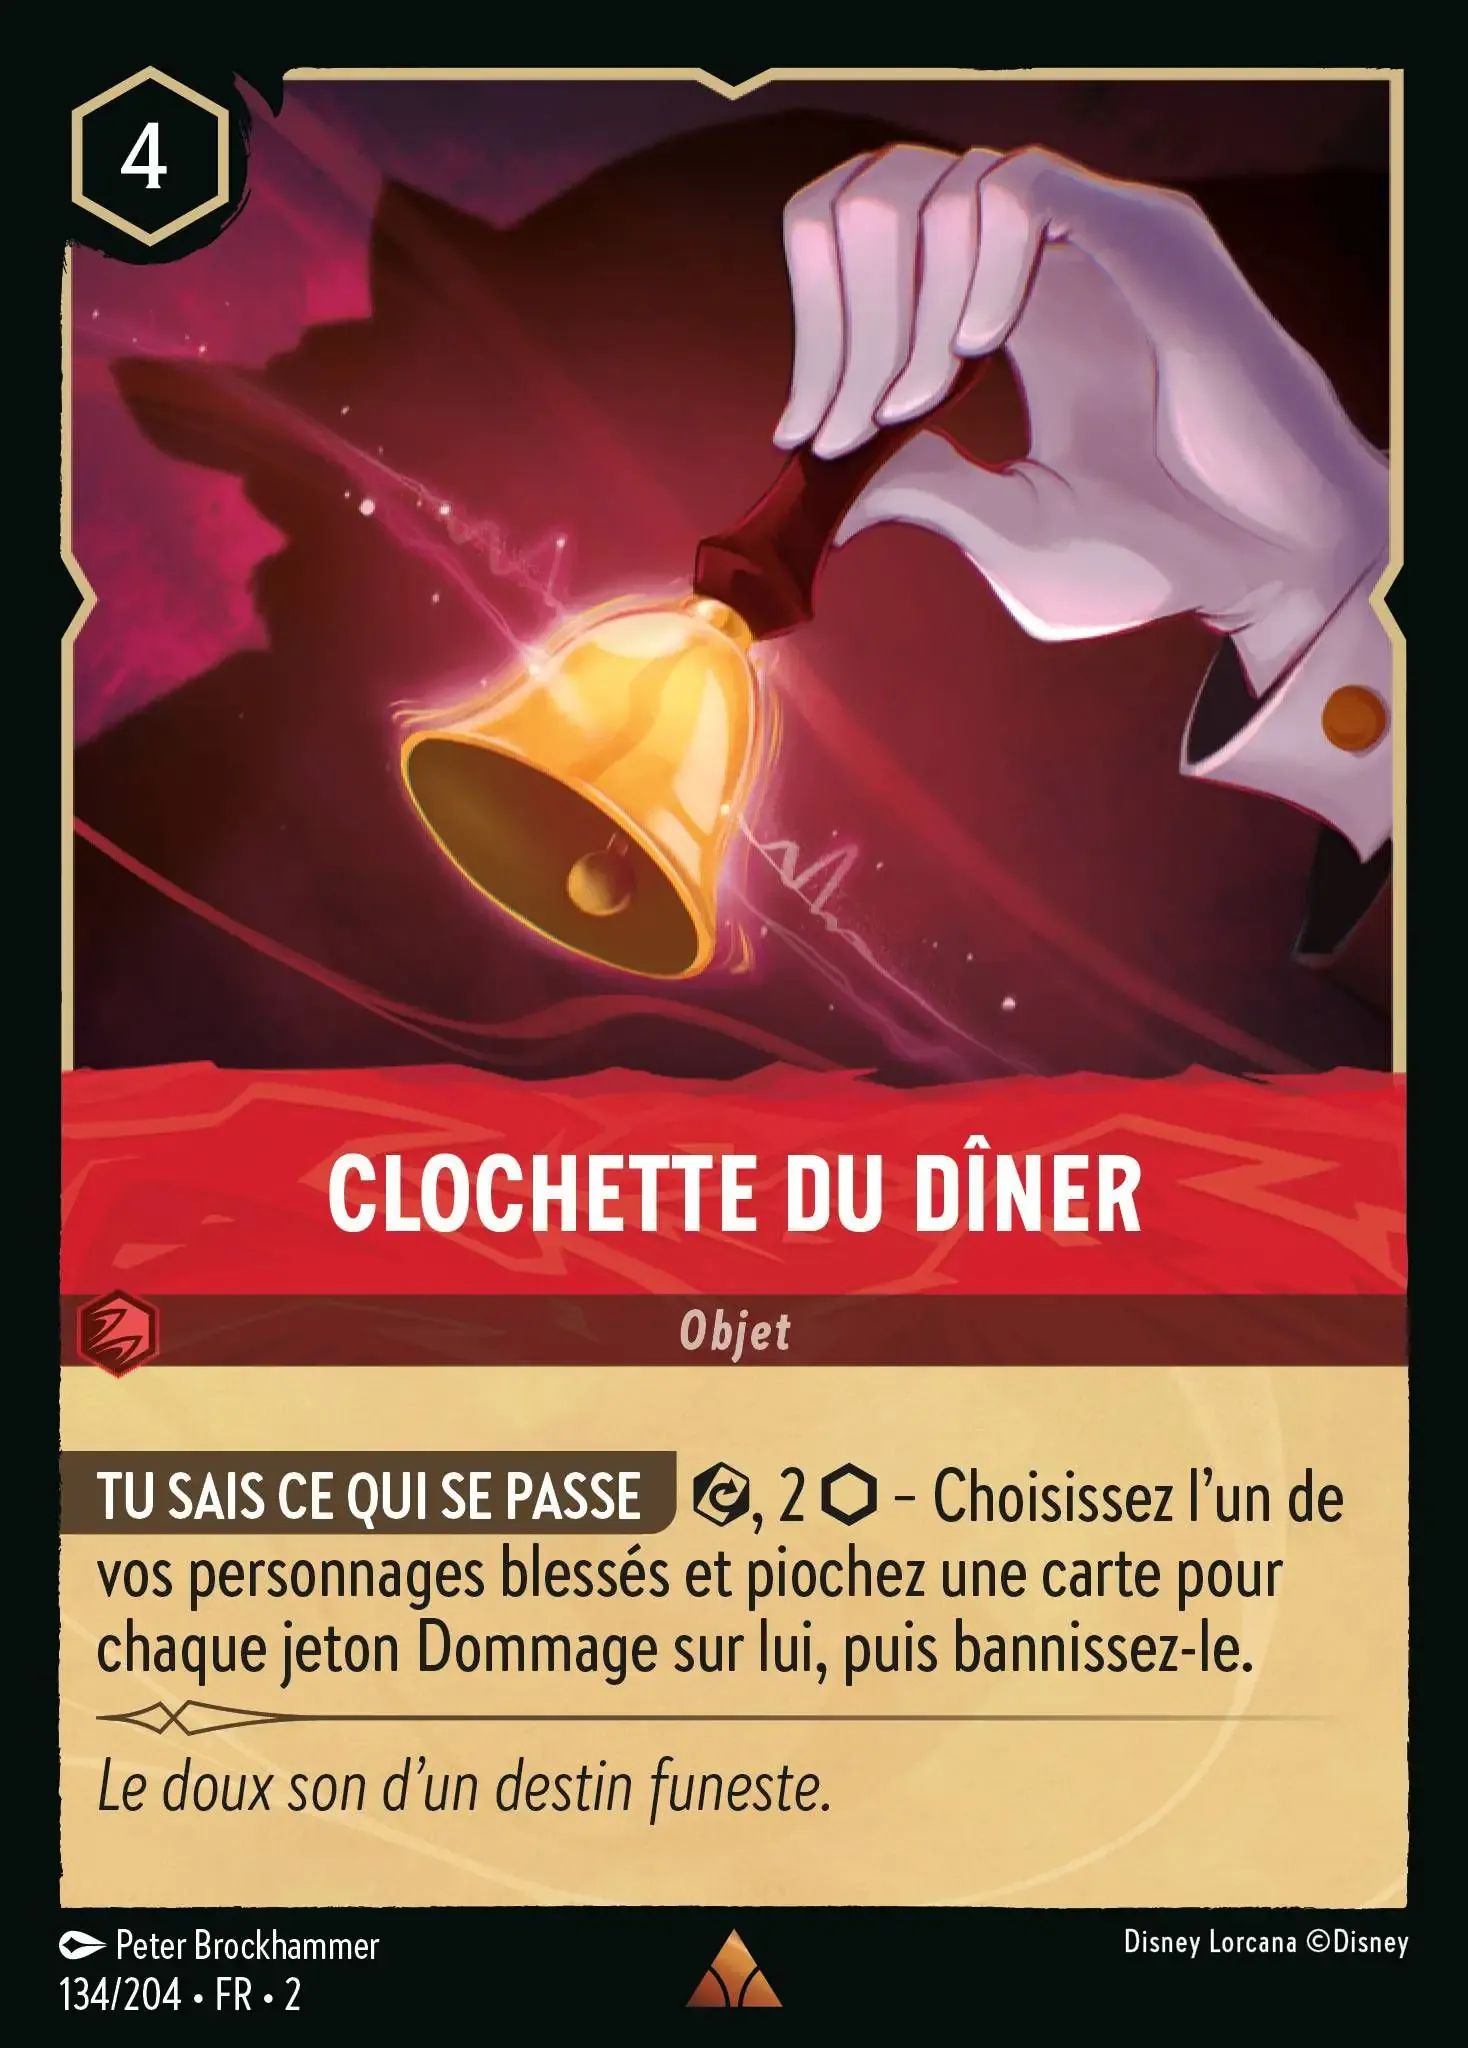 4
CLOCHETTE DU DÎNER
Objet
TU SAIS CE QUI SE PASSE , 2 – Choisissez l’un de
vos personnages blessés et piochez une carte pour
chaque jeton Dommage sur lui, puis bannissez-le.
Le doux son d’un destin funeste.
Peter Brockhammer
Disney Lorcana ©Disney
134/204 • FR • 2